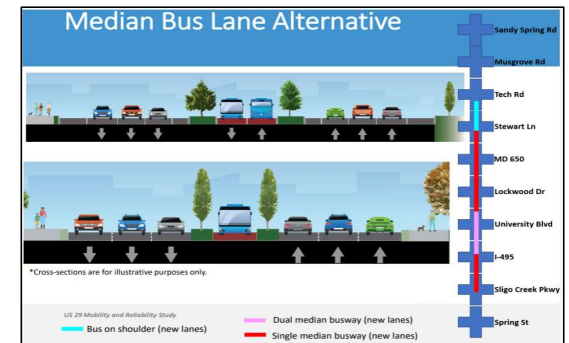 Median Bus Lane Alternative
Sandy Spring Rd
Musgrove Rd
Tech Rd
Stewart Ln
MD 650
Lockwood Dr
University Blvd
I-495
Sligo Creek Pkwy
Spring St
*Cross-sections are for illustrative purposes only.
US 29 Mobility and Reliability Study
Bus on shoulder (new lanes)
Dual median busway (new lanes)
Single median busway (new lanes)